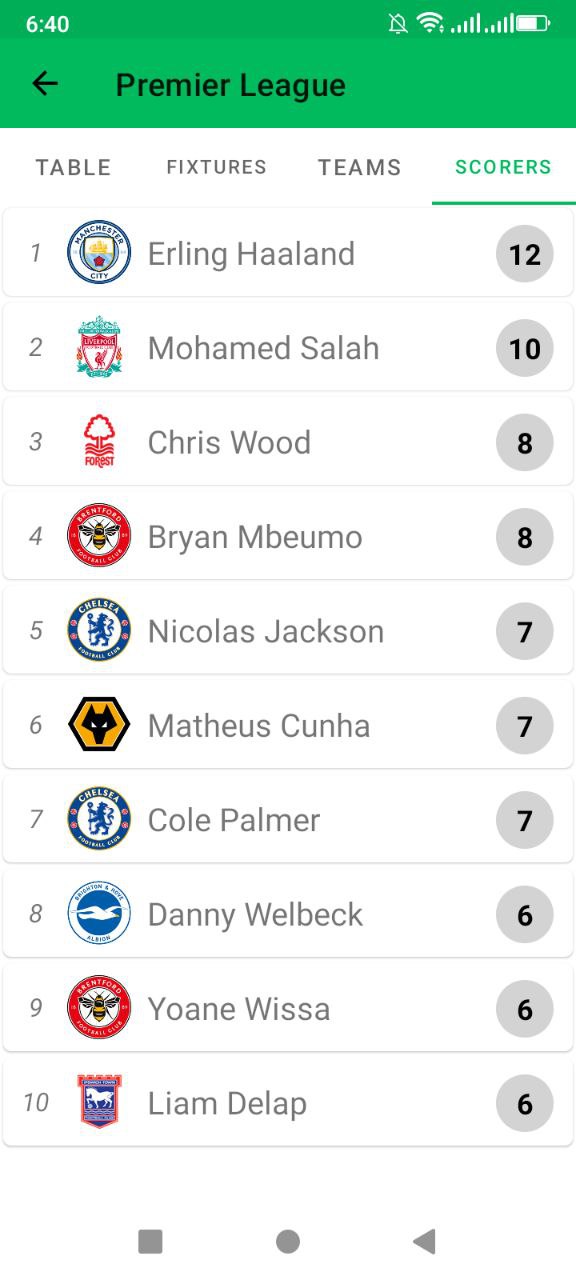 6:40
Premier League
TABLE FIXTURES TEAMS SCORERS
1 MANCHESTER CITY Erling Haaland 12
2 LIVERPOOL Mohamed Salah 10
3 FOREST Chris Wood 8
4 BRENTFORD FOOTBALL CLUB Bryan Mbeumo 8
5 CHELSEA FOOTBALL CLUB Nicolas Jackson 7
6 Matheus Cunha 7
7 CHELSEA FOOTBALL CLUB Cole Palmer 7
8 BRIGHTON & HOVE ALBION Danny Welbeck 6
9 BRENTFORD FOOTBALL CLUB Yoane Wissa 6
10 IPSWICH TOWN Liam Delap 6